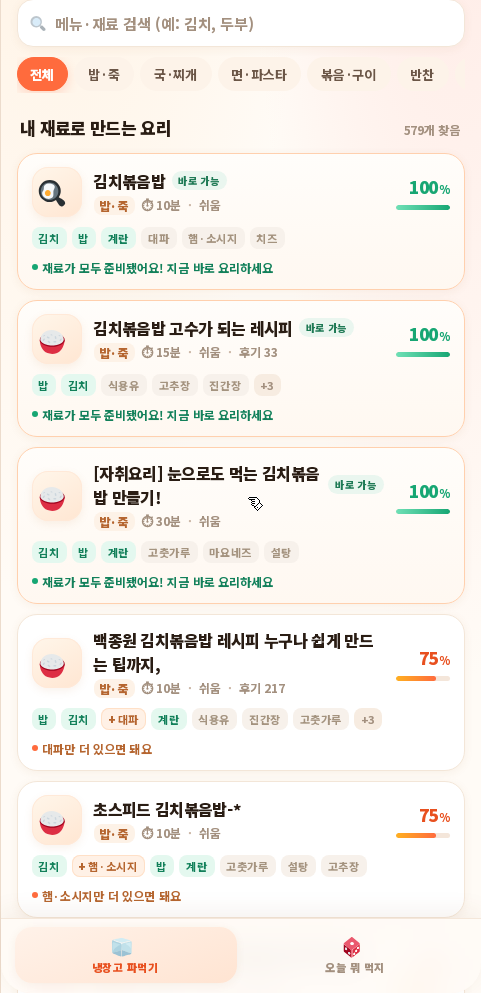 메뉴·재료 검색 (예: 김치, 두부)
전체 밥·죽 국·찌개 면·파스타 볶음·구이 반찬
내 재료로 만드는 요리 579개 찾음
김치볶음밥 바로 가능 100%
밥·죽 10분 · 쉬움
김치 밥 계란 대파 햄·소시지 치즈
재료가 모두 준비됐어요! 지금 바로 요리하세요
김치볶음밥 고수가 되는 레시피 바로 가능 100%
밥·죽 15분 · 쉬움 · 후기 33
밥 김치 식용유 고추장 진간장 +3
재료가 모두 준비됐어요! 지금 바로 요리하세요
[자취요리] 눈으로도 먹는 김치볶음
밥 만들기! 바로 가능 100%
밥·죽 30분 · 쉬움
김치 밥 계란 고춧가루 마요네즈 설탕
재료가 모두 준비됐어요! 지금 바로 요리하세요
백종원 김치볶음밥 레시피 누구나 쉽게 만드
는 팁까지, 75%
밥·죽 10분 · 쉬움 · 후기 217
밥 김치 + 대파 계란 식용유 진간장 고춧가루 +3
대파만 더 있으면 돼요
초스피드 김치볶음밥-* 75%
밥·죽 10분 · 쉬움
김치 + 햄·소시지 밥 계란 고춧가루 설탕 고추장
햄·소시지만 더 있으면 돼요
냉장고 파먹기 오늘 뭐 먹지